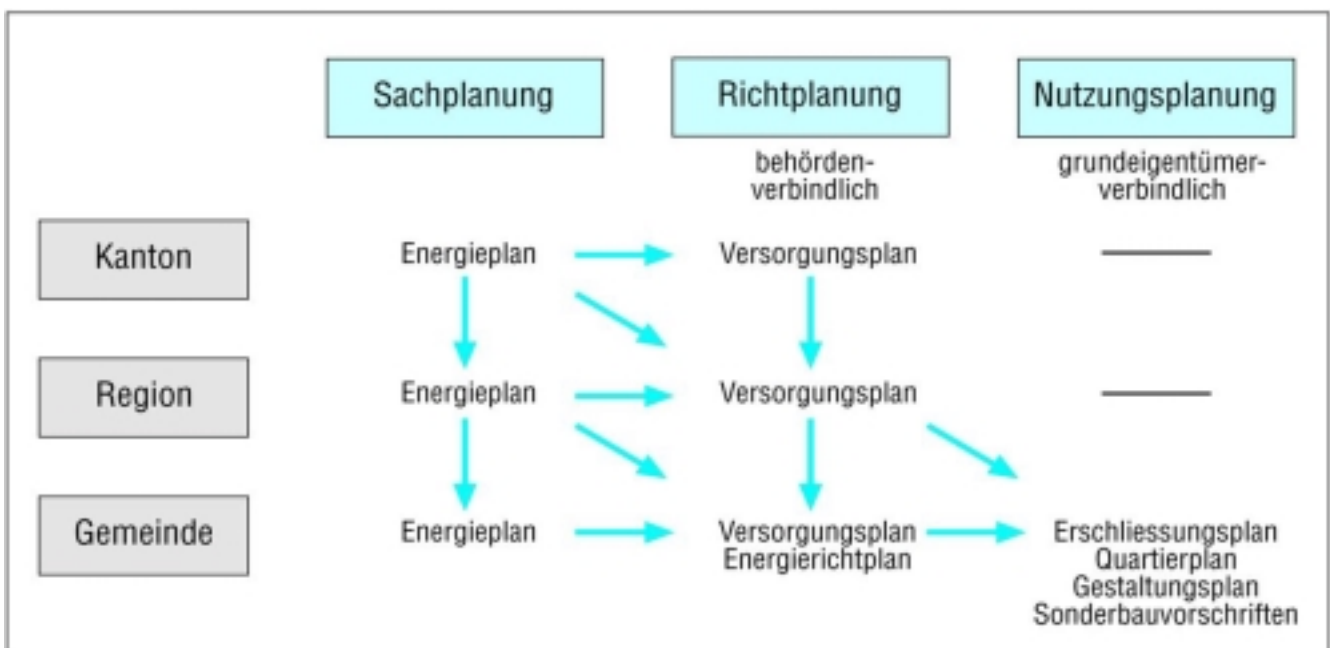 Sachplanung
Richtplanung
Nutzungsplanung
behörden-
verbindlich
grundeigentümer-
verbindlich
Kanton
Energieplan
Versorgungsplan
Region
Energieplan
Versorgungsplan
Gemeinde
Energieplan
Versorgungsplan
Energierichtplan
Erschliessungsplan
Quartierplan
Gestaltungsplan
Sonderbauvorschriften